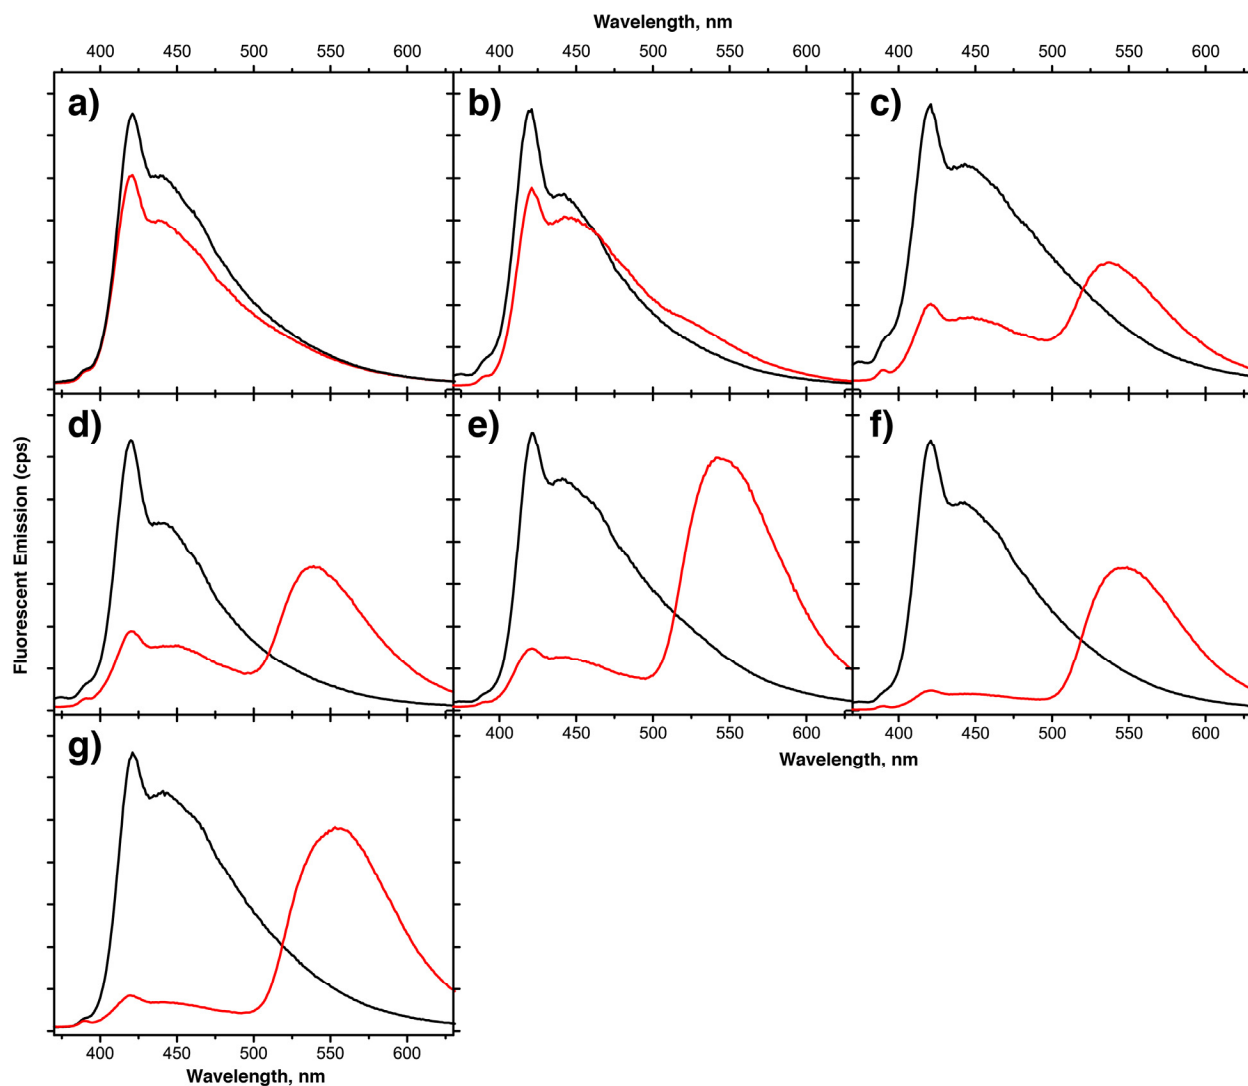 Wavelength, nm
400 450 500 550 600 400 450 500 550 600 400 450 500 550 600
a) b) c)
d) e) f)
Fluorescent Emission (cps)
g)
400 450 500 550 600 400 450 500 550 600
Wavelength, nm
400 450 500 550 600
Wavelength, nm